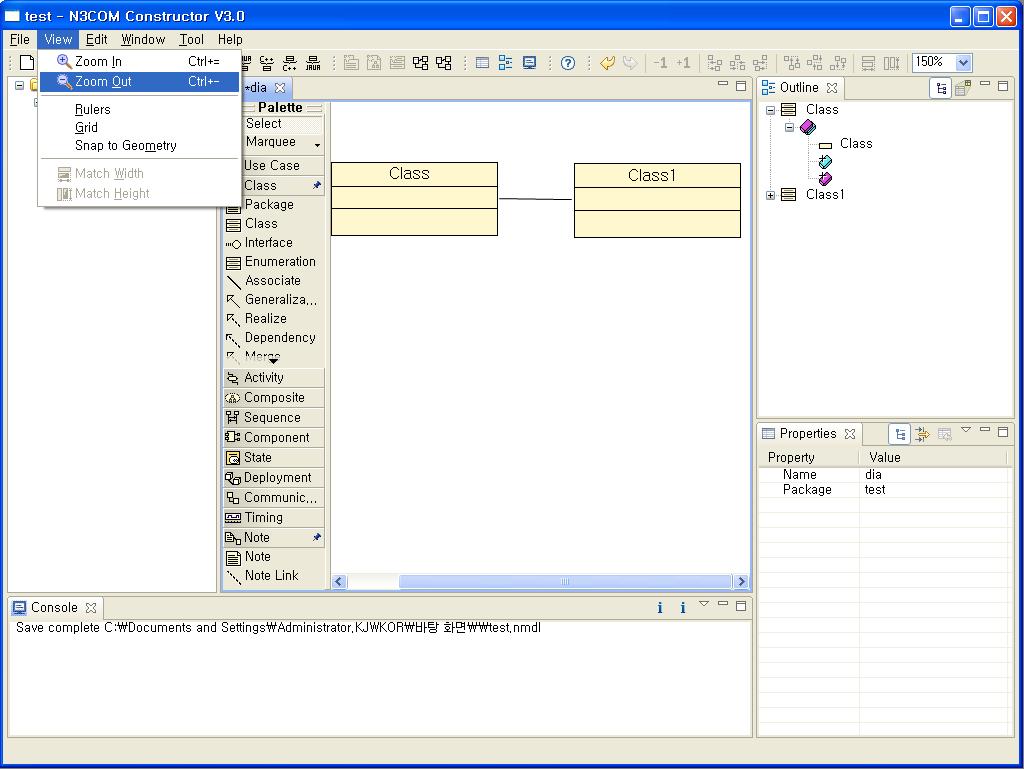 test - N3COM Constructor V3.0
File View Edit Window Tool Help
Zoom In Ctrl+=
Zoom Out Ctrl+-
Rulers
Grid
Snap to Geometry
Match Width
Match Height
-1 +1
150%
*dia
Palette
Select
Marquee
Use Case
Class
Package
Class
Interface
Enumeration
Associate
Generaliza...
Realize
Dependency
Merge
Activity
Composite
Sequence
Component
State
Deployment
Communic...
Timing
Note
Note
Note Link
Class
Class1
Outline
Class
Class
Class1
Properties
Property Value
Name dia
Package test
Console
Save complete C:₩Documents and Settings₩Administrator.KJ₩KOR₩바탕 화면₩₩test.nmdl